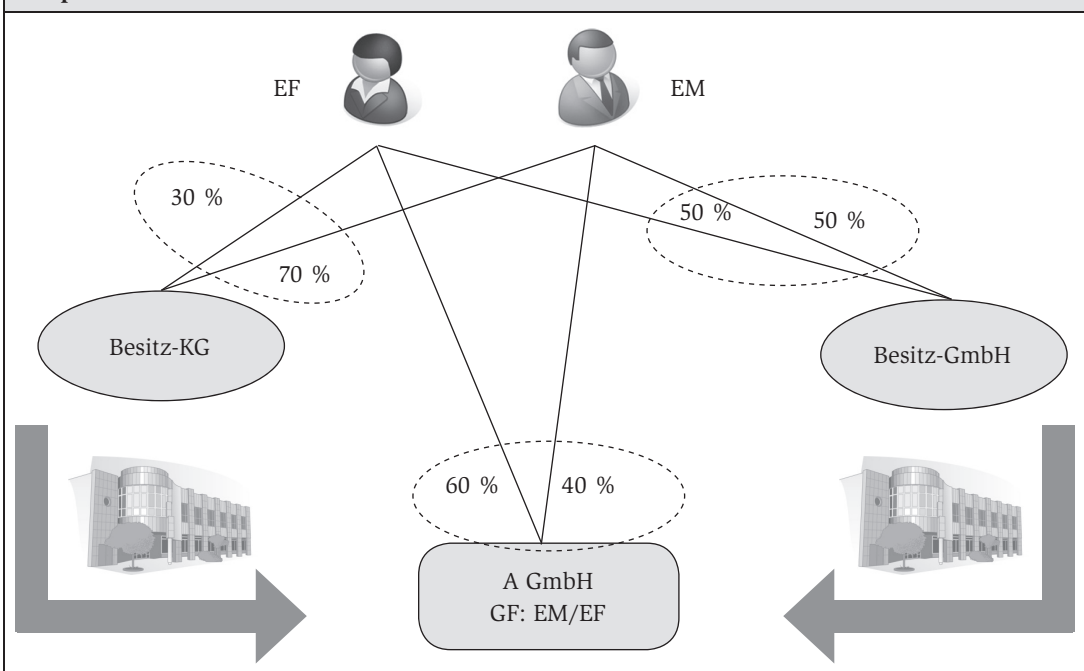 EF
EM
30 %
70 %
50 %
50 %
Besitz-KG
Besitz-GmbH
60 %
40 %
A GmbH
GF: EM/EF